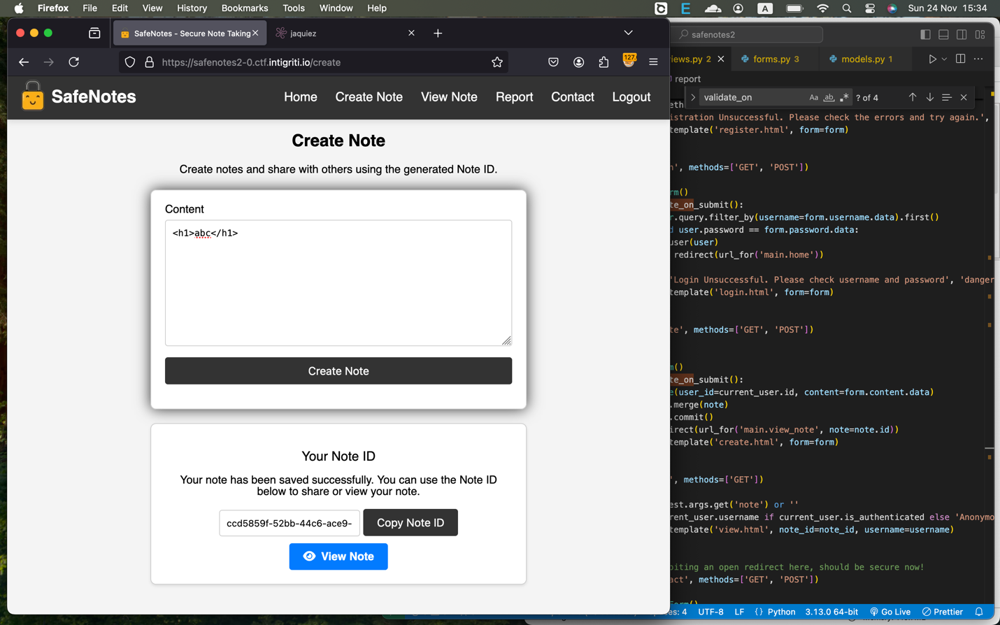 Firefox File Edit View History Bookmarks Tools Window Help
A
Sun 24 Nov 15:34
SafeNotes - Secure Note Taking
jaquiez
https://safenotes2-0.ctf.intigriti.io/create
127
SafeNotes
Home Create Note View Note Report Contact Logout
Create Note
Create notes and share with others using the generated Note ID.
Content
<h1>abc</h1>
Create Note
Your Note ID
Your note has been saved successfully. You can use the Note ID
below to share or view your note.
ccd5859f-52bb-44c6-ace9-
Copy Note ID
View Note
safenotes2
iews.py 2
forms.py 3
models.py 1
report
validate_on
Aa ab .*
? of 4
eth
istration Unsuccessful. Please check the errors and try again.',
template('register.html', form=form)
n', methods=['GET', 'POST'])
rm()
te_on_submit():
r.query.filter_by(username=form.username.data).first()
d user.password == form.password.data:
user(user)
redirect(url_for('main.home'))
'Login Unsuccessful. Please check username and password', 'danger
template('login.html', form=form)
te', methods=['GET', 'POST'])
m()
te_on_submit():
e(user_id=current_user.id, content=form.content.data)
.merge(note)
.commit()
irect(url_for('main.view_note', note=note.id))
template('create.html', form=form)
', methods=['GET'])
est.args.get('note') or ''
rent_user.username if current_user.is_authenticated else 'Anonymo
template('view.html', note_id=note_id, username=username)
oiting an open redirect here, should be secure now!
act', methods=['GET', 'POST'])
es: 4 UTF-8 LF {} Python 3.13.0 64-bit Go Live Prettier